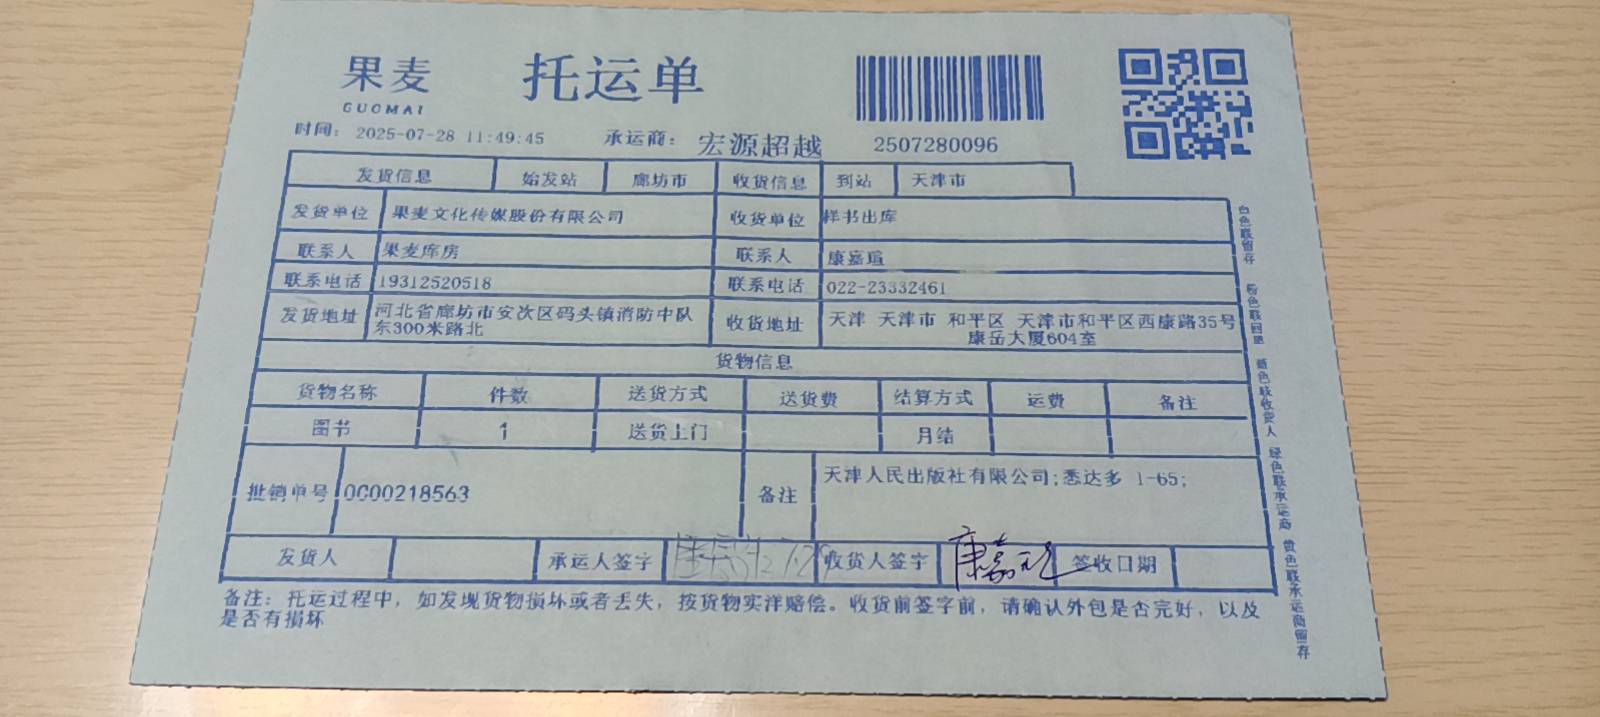 果麦
GUOMAI
托运单
时间: 2025-07-28 11:49:45
承运商: 宏源超越
2507280096
发货信息 始发站 廊坊市 收货信息 到站 天津市
发货单位 果麦文化传媒股份有限公司 收货单位 样书出库
联系人 果麦库房 联系人 康嘉瑄
联系电话 19312520518 联系电话 022-23332461
发货地址 河北省廊坊市安次区码头镇消防中队
东300米路北
收货地址 天津 天津市 和平区 天津市和平区西康路35号
康岳大厦604室
货物信息
货物名称 件数 送货方式 送货费 结算方式 运费 备注
图书 1 送货上门 月结
批销单号 0000218563 备注 天津人民出版社有限公司;悉达多 1-65;
发货人 承运人签字 收货人签字 康嘉瑄 签收日期
备注: 托运过程中, 如发现货物损坏或者丢失, 按货物实洋赔偿。收货前签字前, 请确认外包是否完好, 以及
是否有损坏
白色联留存 粉色联回单 蓝色联收货人 绿色联承运商 黄色联承运商留存